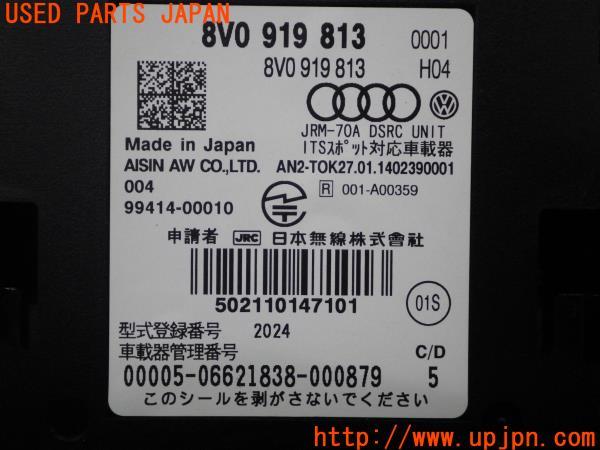 USED PARTS JAPAN
8V0 919 813 0001
8V0 919 813 H04
JRM-70A DSRC UNIT
Made in Japan ITSスポット対応車載器
AISIN AW CO.,LTD. AN2-TOK27.01.1402390001
004 R 001-A00359
99414-00010
申請者 JRC 日本無線株式会社
502110147101 01S
型式登録番号 2024
車載器管理番号 C/D
00005-06621838-000879 5
このシールを剥がさないでください
http://www.upjpn.com